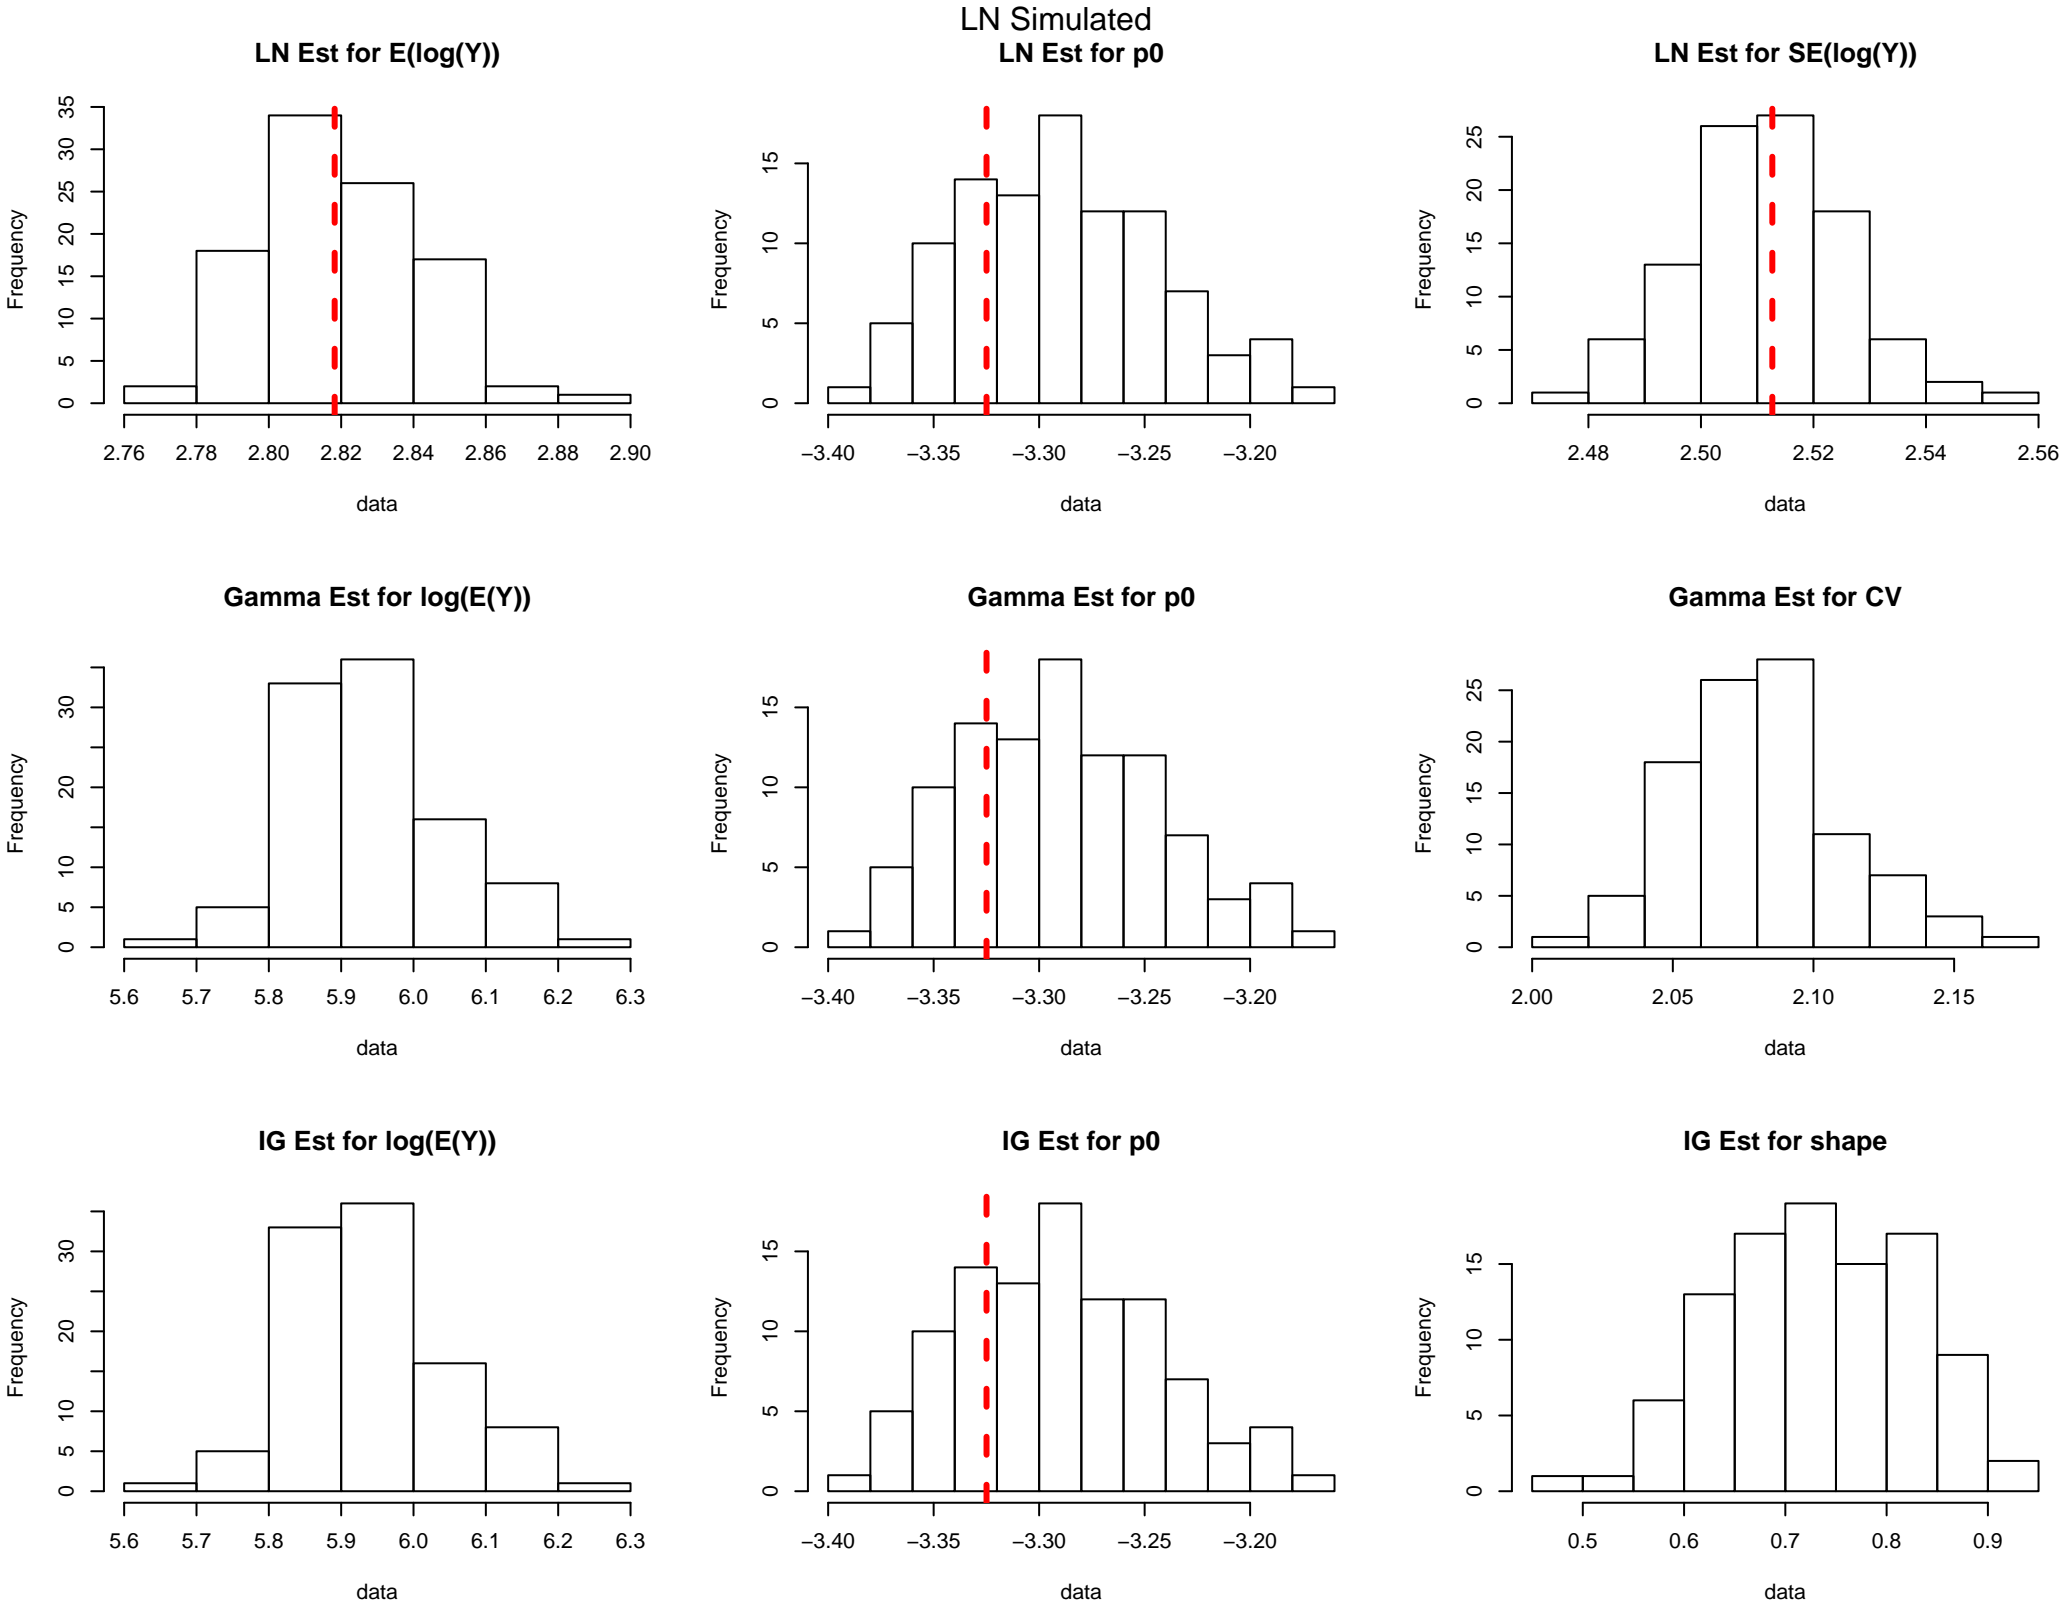 LN Simulated
LN Est for E(log(Y))
LN Est for p0
LN Est for SE(log(Y))
Frequency
0 5 10 15 20 25 30 35
2.76 2.78 2.80 2.82 2.84 2.86 2.88 2.90
data
Frequency
0 5 10 15
−3.40 −3.35 −3.30 −3.25 −3.20
data
Frequency
0 5 10 15 20 25
2.48 2.50 2.52 2.54 2.56
data
Gamma Est for log(E(Y))
Gamma Est for p0
Gamma Est for CV
Frequency
0 5 10 20 30
5.6 5.7 5.8 5.9 6.0 6.1 6.2 6.3
data
Frequency
0 5 10 15
−3.40 −3.35 −3.30 −3.25 −3.20
data
Frequency
0 5 10 15 20 25
2.00 2.05 2.10 2.15
data
IG Est for log(E(Y))
IG Est for p0
IG Est for shape
Frequency
0 5 10 20 30
5.6 5.7 5.8 5.9 6.0 6.1 6.2 6.3
data
Frequency
0 5 10 15
−3.40 −3.35 −3.30 −3.25 −3.20
data
Frequency
0 5 10 15
0.5 0.6 0.7 0.8 0.9
data